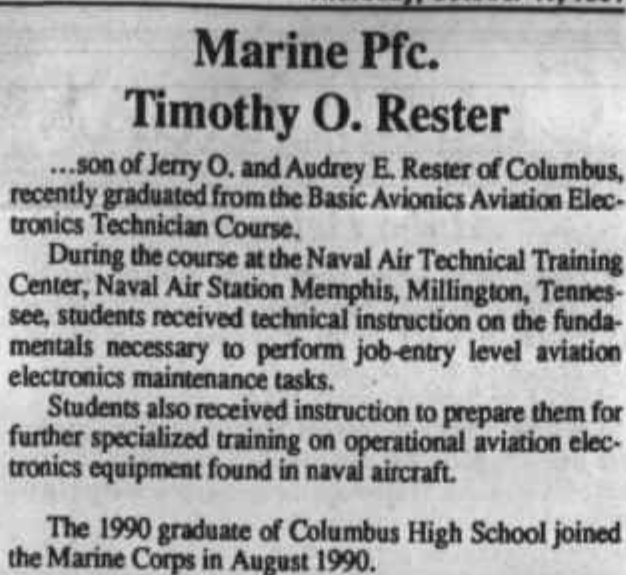 Marine Pfc.
Timothy O. Rester
...son of Jerry O. and Audrey E. Rester of Columbus,
recently graduated from the Basic Avionics Aviation Elec-
tronics Technician Course.
During the course at the Naval Air Technical Training
Center, Naval Air Station Memphis, Millington, Tennes-
see, students received technical instruction on the funda-
mentals necessary to perform job-entry level aviation
electronics maintenance tasks.
Students also received instruction to prepare them for
further specialized training on operational aviation elec-
tronics equipment found in naval aircraft.
The 1990 graduate of Columbus High School joined
the Marine Corps in August 1990.